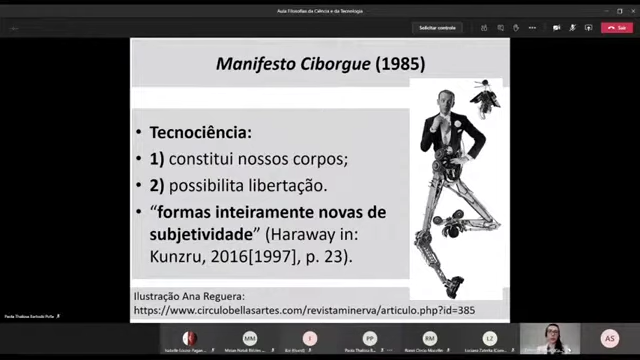 Aula Filosofias da Ciência e da Tecnologia
Solicitar controle
Sair
Manifesto Ciborgue (1985)
• Tecnociência:
• 1) constitui nossos corpos;
• 2) possibilita libertação.
• “formas inteiramente novas de
subjetividade” (Haraway in:
Kunzru, 2016[1997], p. 23).
Ilustração Ana Reguera:
https://www.circulobellasartes.com/revistaminerva/articulo.php?id=385
MM
I
PP
RM
LZ
AS